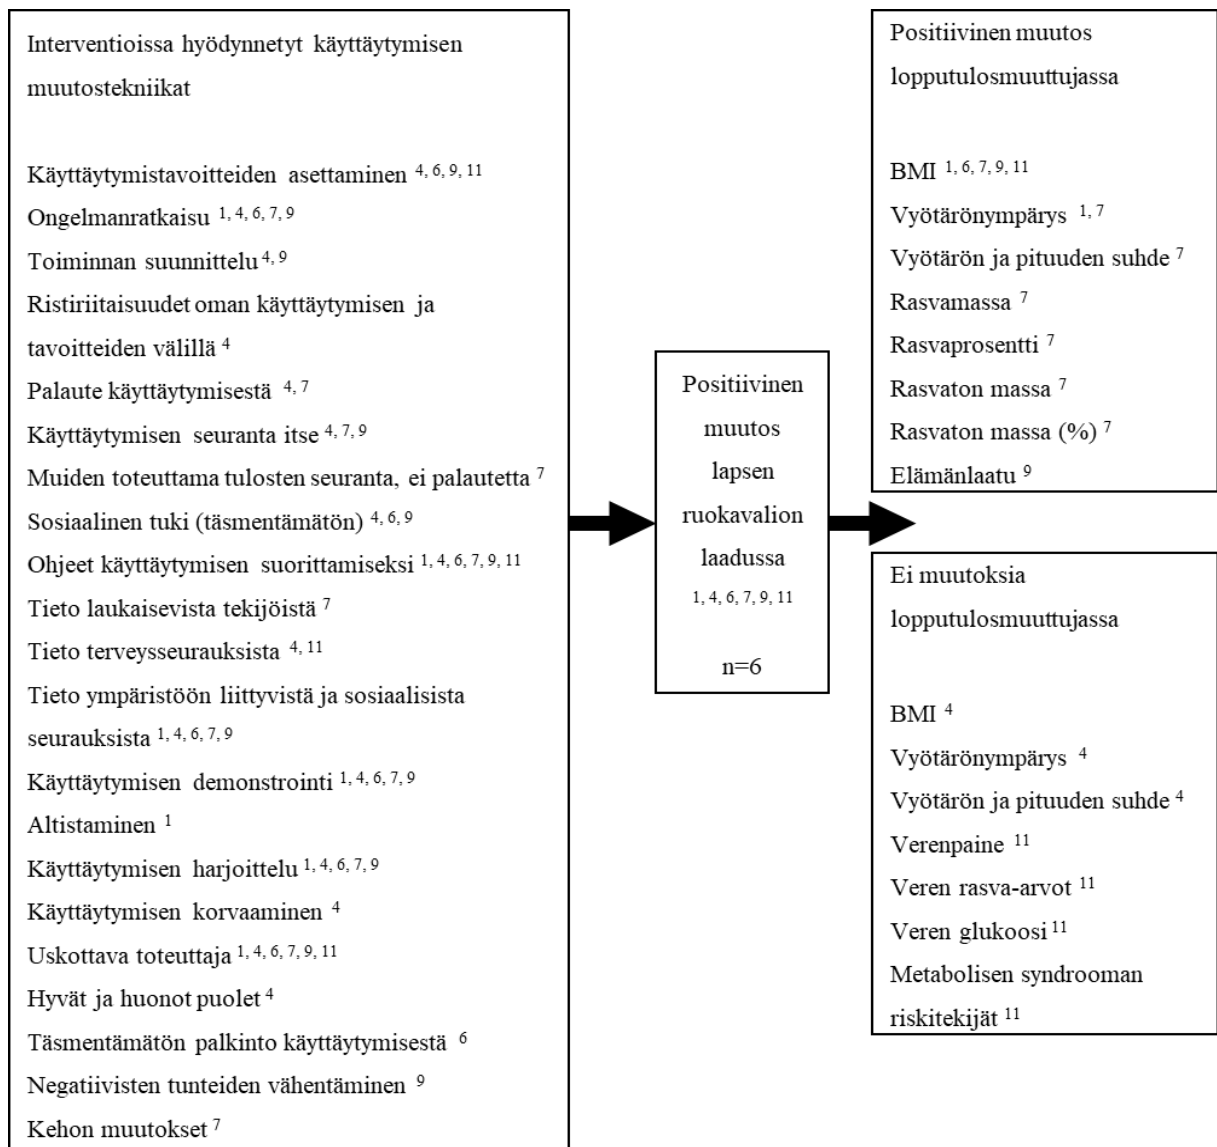 Interventioissa hyödynnetyt käyttäytymisen
muutostekniikat
Käyttäytymistavoitteiden asettaminen 4, 6, 9, 11
Ongelmanratkaisu 1, 4, 6, 7, 9
Toiminnan suunnittelu 4, 9
Ristiriitaisuudet oman käyttäytymisen ja
tavoitteiden välillä 4
Palaute käyttäytymisestä 4, 7
Käyttäytymisen seuranta itse 4, 7, 9
Muiden toteuttama tulosten seuranta, ei palautetta 7
Sosiaalinen tuki (täsmentämätön) 4, 6, 9
Ohjeet käyttäytymisen suorittamiseksi 1, 4, 6, 7, 9, 11
Tieto laukaisevista tekijöistä 7
Tieto terveysseurauksista 4, 11
Tieto ympäristöön liittyvistä ja sosiaalisista
seurauksista 1, 4, 6, 7, 9
Käyttäytymisen demonstrointi 1, 4, 6, 7, 9
Altistaminen 1
Käyttäytymisen harjoittelu 1, 4, 6, 7, 9
Käyttäytymisen korvaaminen 4
Uskottava toteuttaja 1, 4, 6, 7, 9, 11
Hyvät ja huonot puolet 4
Täsmentämätön palkinto käyttäytymisestä 6
Negatiivisten tunteiden vähentäminen 9
Kehon muutokset 7
Positiivinen
muutos
lapsen
ruokavalion
laadussa
1, 4, 6, 7, 9, 11
n=6
Positiivinen muutos
lopputulosmuuttujassa
BMI 1, 6, 7, 9, 11
Vyötärönympärys 1, 7
Vyötärön ja pituuden suhde 7
Rasvamassa 7
Rasvaprosentti 7
Rasvaton massa 7
Rasvaton massa (%) 7
Elämänlaatu 9
Ei muutoksia
lopputulosmuuttujassa
BMI 4
Vyötärönympärys 4
Vyötärön ja pituuden suhde 4
Verenpaine 11
Veren rasva-arvot 11
Veren glukoosi 11
Metabolisen syndrooman
riskitekijät 11